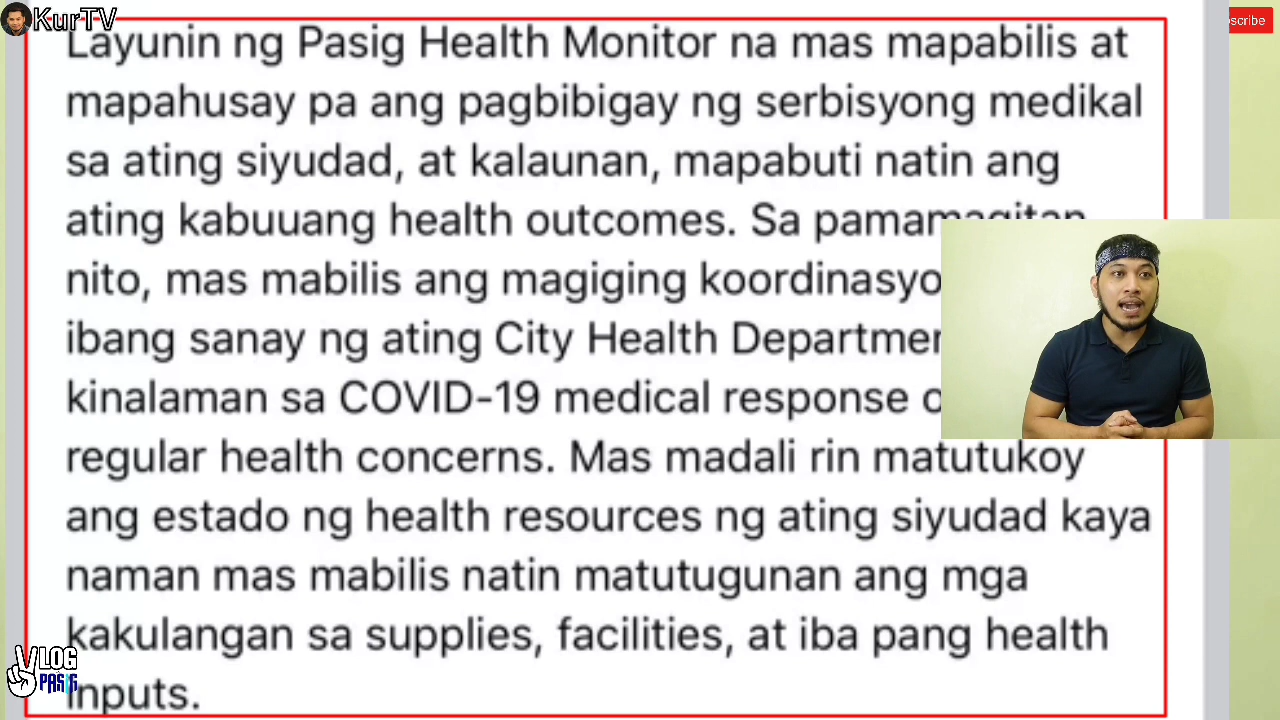 KurTV
Layunin ng Pasig Health Monitor na mas mapabilis at
mapahusay pa ang pagbibigay ng serbisyong medikal
sa ating siyudad, at kalaunan, mapabuti natin ang
ating kabuuang health outcomes. Sa pamamagitan
nito, mas mabilis ang magiging
ibang sanay ng ating City Health
kinalaman sa COVID-19 medical response
regular health concerns. Mas madali rin matutukoy
ang estado ng health resources ng ating siyudad kaya
naman mas mabilis natin matutugunan ang mga
kakulangan sa supplies, facilities, at iba pang health
inputs.
VLOG
PASIG